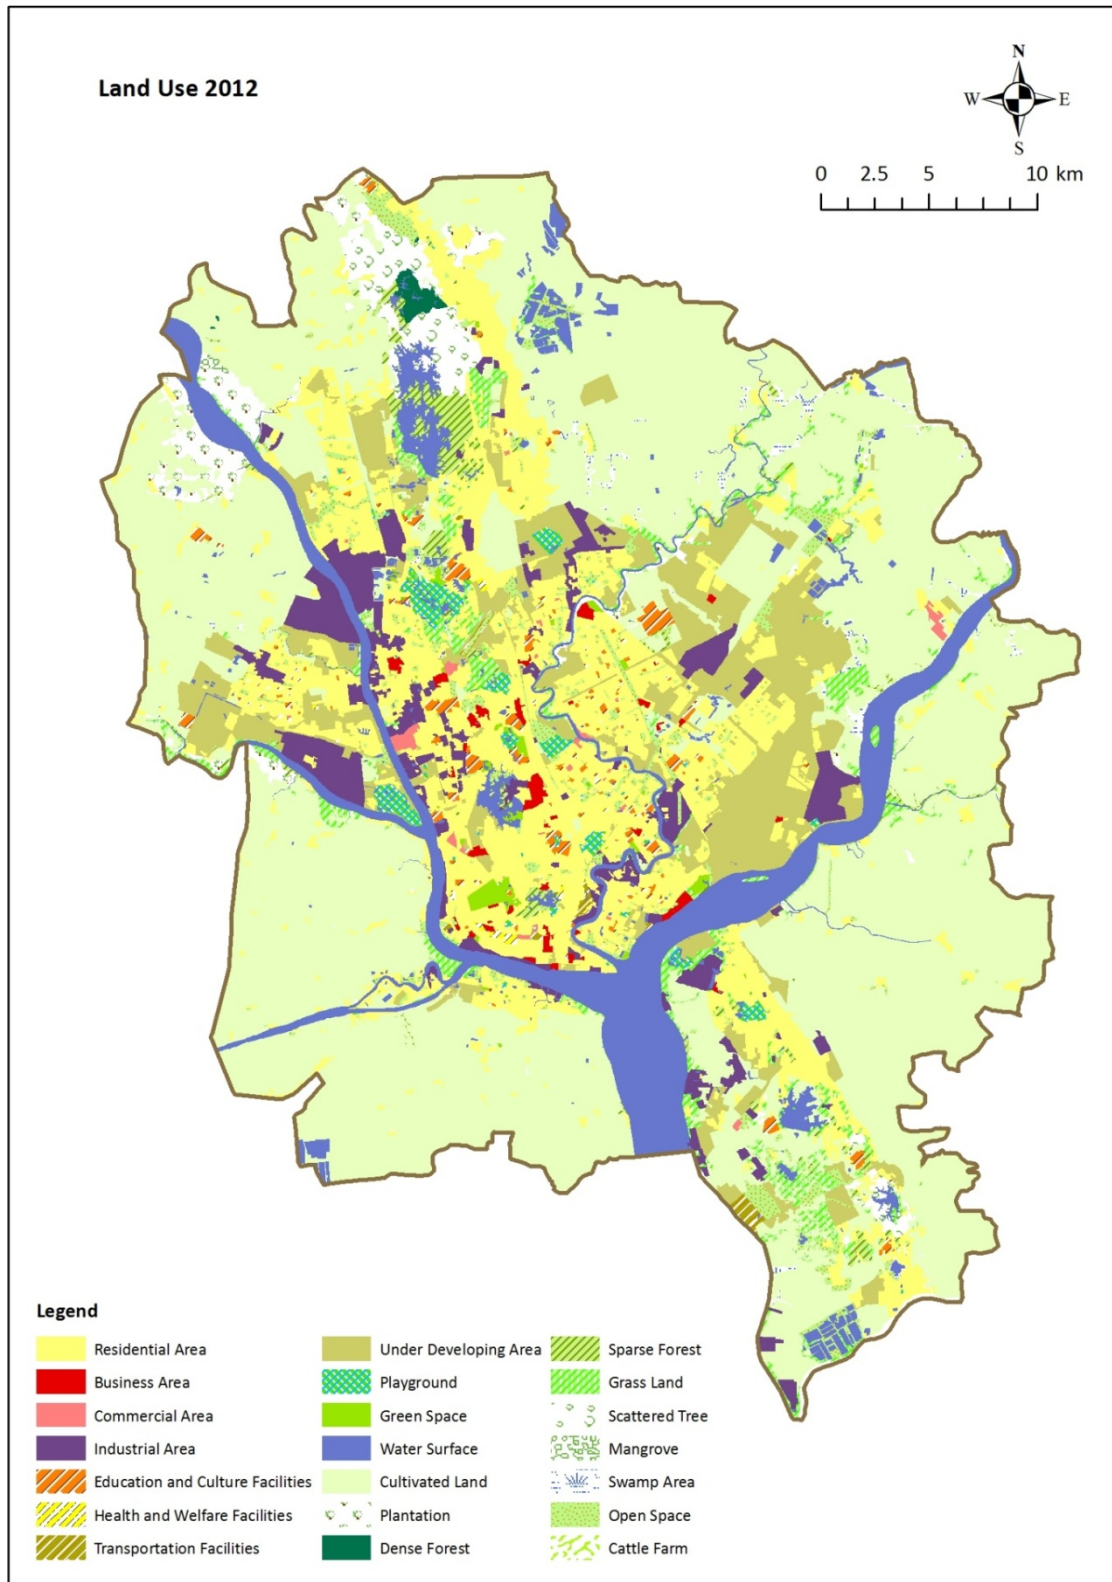 Land Use 2012
N
W E
S
0 2.5 5 10 km
Legend
Residential Area
Business Area
Commercial Area
Industrial Area
Education and Culture Facilities
Health and Welfare Facilities
Transportation Facilities
Under Developing Area
Playground
Green Space
Water Surface
Cultivated Land
Plantation
Dense Forest
Sparse Forest
Grass Land
Scattered Tree
Mangrove
Swamp Area
Open Space
Cattle Farm